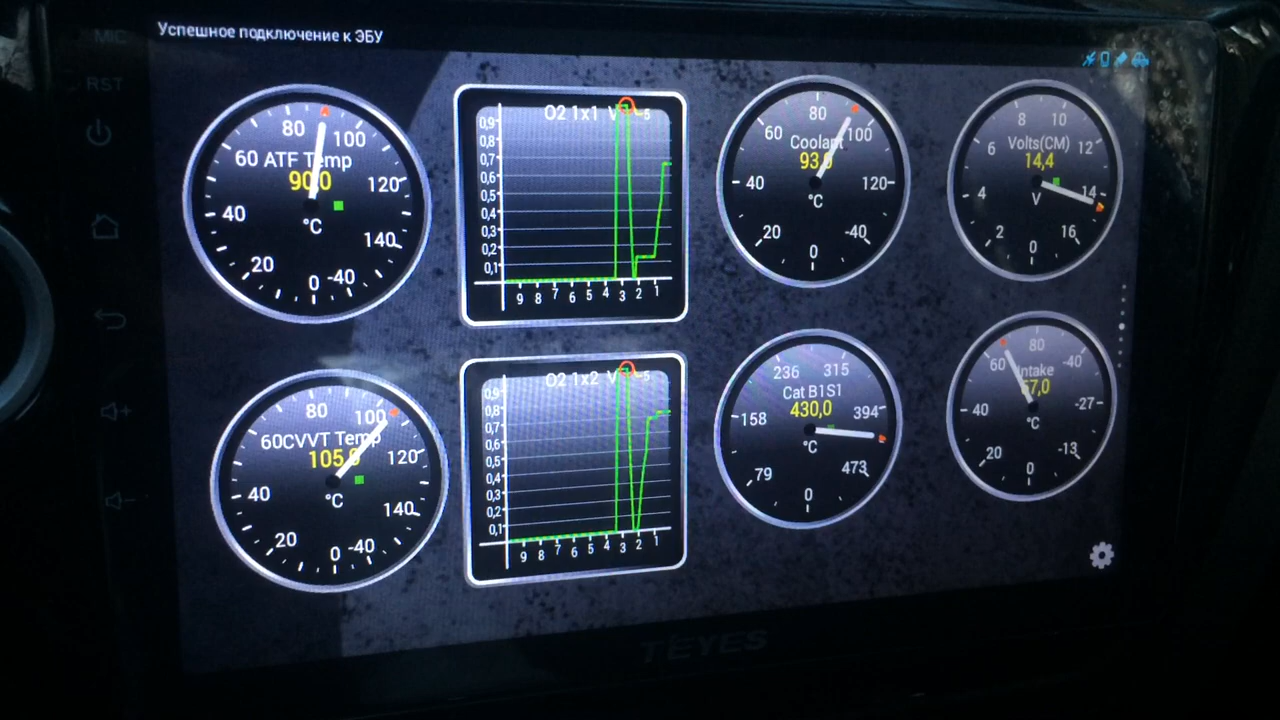 MIC
Успешное подключение к ЭБУ
RST
ATF Temp
90,0
°C
0 20 40 60 80 100 120 140 -40
O2 1x1 V
0,9
0,8
0,7
0,6
0,5
0,4
0,3
0,2
0,1
9 8 7 6 5 4 3 2 1
Coolant
93,0
°C
0 20 40 60 80 100 120 -40
Volts(CM)
14,4
V
0 2 4 6 8 10 12 14 16
CVVT Temp
105,0
°C
0 20 40 60 80 100 120 140 -40
O2 1x2 V
0,9
0,8
0,7
0,6
0,5
0,4
0,3
0,2
0,1
9 8 7 6 5 4 3 2 1
Cat B1S1
430,0
°C
0 79 158 236 315 394 473
Intake
57,0
°C
0 20 40 60 80 -40 -27 -13
TEYES